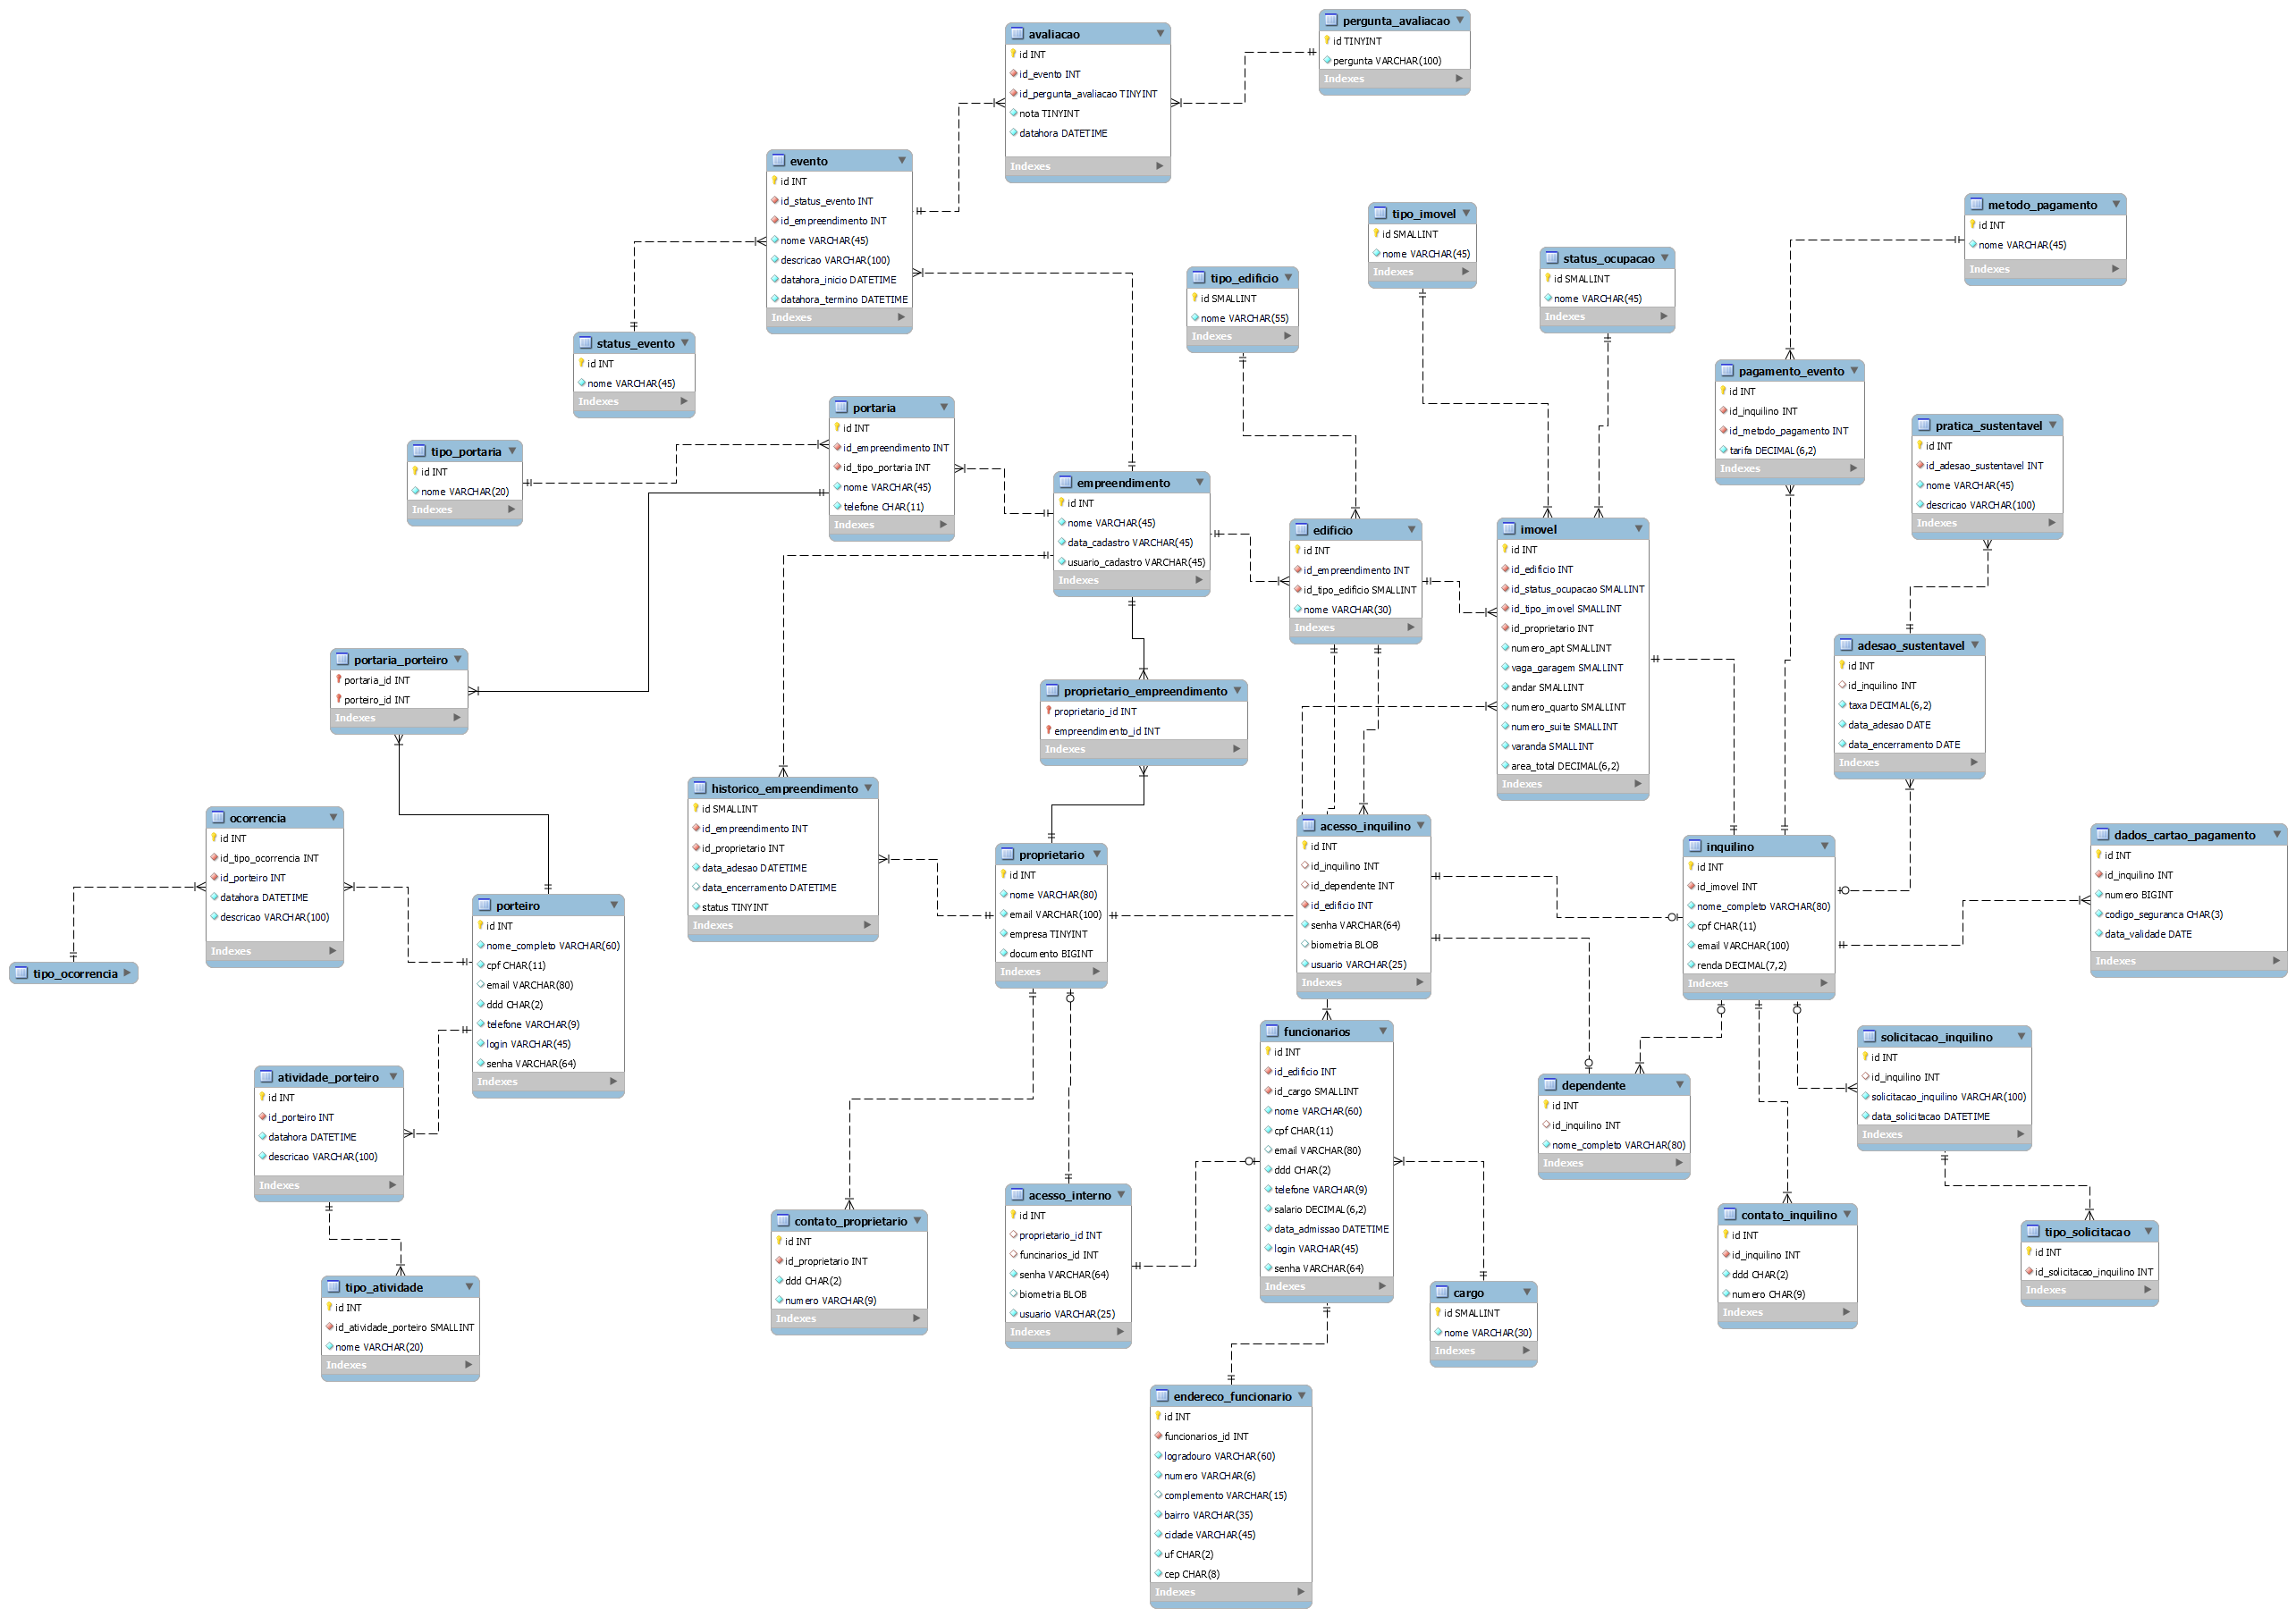 pergunta_avaliacao
id TINYINT
pergunta VARCHAR(100)
Indexes
avaliacao
id INT
id_evento INT
id_pergunta_avaliacao TINYINT
nota TINYINT
datahora DATETIME
Indexes
evento
id INT
id_status_evento INT
id_empreendimento INT
nome VARCHAR(45)
descricao VARCHAR(100)
datahora_inicio DATETIME
datahora_termino DATETIME
Indexes
metodo_pagamento
id INT
nome VARCHAR(45)
Indexes
tipo_imovel
id SMALLINT
nome VARCHAR(45)
Indexes
status_ocupacao
id SMALLINT
nome VARCHAR(45)
Indexes
tipo_edificio
id SMALLINT
nome VARCHAR(55)
Indexes
status_evento
id INT
nome VARCHAR(45)
Indexes
pagamento_evento
id INT
id_inquilino INT
id_metodo_pagamento INT
tarifa DECIMAL(6,2)
Indexes
portaria
id INT
id_empreendimento INT
id_tipo_portaria INT
nome VARCHAR(45)
telefone CHAR(11)
Indexes
pratica_sustentavel
id INT
id_adesao_sustentavel INT
nome VARCHAR(45)
descricao VARCHAR(100)
Indexes
tipo_portaria
id INT
nome VARCHAR(20)
Indexes
empreendimento
id INT
nome VARCHAR(45)
data_cadastro VARCHAR(45)
usuario_cadastro VARCHAR(45)
Indexes
edificio
id INT
id_empreendimento INT
id_tipo_edificio SMALLINT
nome VARCHAR(30)
Indexes
imovel
id INT
id_edificio INT
id_status_ocupacao SMALLINT
id_tipo_imovel SMALLINT
id_proprietario INT
numero_apt SMALLINT
vaga_garagem SMALLINT
andar SMALLINT
numero_quarto SMALLINT
numero_suite SMALLINT
varanda SMALLINT
area_total DECIMAL(6,2)
Indexes
adesao_sustentavel
id INT
id_inquilino INT
taxa DECIMAL(6,2)
data_adesao DATE
data_encerramento DATE
Indexes
portaria_porteiro
portaria_id INT
porteiro_id INT
Indexes
proprietario_empreendimento
proprietario_id INT
empreendimento_id INT
Indexes
historico_empreendimento
id SMALLINT
id_empreendimento INT
id_proprietario INT
data_adesao DATETIME
data_encerramento DATETIME
status TINYINT
Indexes
ocorrencia
id INT
id_tipo_ocorrencia INT
id_porteiro INT
datahora DATETIME
descricao VARCHAR(100)
Indexes
acesso_inquilino
id INT
id_inquilino INT
id_dependente INT
id_edificio INT
senha VARCHAR(64)
biometria BLOB
usuario VARCHAR(25)
Indexes
dados_cartao_pagamento
id INT
id_inquilino INT
numero BIGINT
codigo_seguranca CHAR(3)
data_validade DATE
Indexes
inquilino
id INT
id_imovel INT
nome_completo VARCHAR(80)
cpf CHAR(11)
email VARCHAR(100)
renda DECIMAL(7,2)
Indexes
proprietario
id INT
nome VARCHAR(80)
email VARCHAR(100)
empresa TINYINT
documento BIGINT
Indexes
porteiro
id INT
nome_completo VARCHAR(60)
cpf CHAR(11)
email VARCHAR(80)
ddd CHAR(2)
telefone VARCHAR(9)
login VARCHAR(45)
senha VARCHAR(64)
Indexes
tipo_ocorrencia
funcionarios
id INT
id_edificio INT
id_cargo SMALLINT
nome VARCHAR(60)
cpf CHAR(11)
email VARCHAR(80)
ddd CHAR(2)
telefone VARCHAR(9)
salario DECIMAL(6,2)
data_admissao DATETIME
login VARCHAR(45)
senha VARCHAR(64)
Indexes
solicitacao_inquilino
id INT
id_inquilino INT
solicitacao_inquilino VARCHAR(100)
data_solicitacao DATETIME
Indexes
atividade_porteiro
id INT
id_porteiro INT
datahora DATETIME
descricao VARCHAR(100)
Indexes
dependente
id INT
id_inquilino INT
nome_completo VARCHAR(80)
Indexes
acesso_interno
id INT
proprietario_id INT
funcinarios_id INT
senha VARCHAR(64)
biometria BLOB
usuario VARCHAR(25)
Indexes
contato_proprietario
id INT
id_proprietario INT
ddd CHAR(2)
numero VARCHAR(9)
Indexes
contato_inquilino
id INT
id_inquilino INT
ddd CHAR(2)
numero CHAR(9)
Indexes
tipo_solicitacao
id INT
id_solicitacao_inquilino INT
Indexes
tipo_atividade
id INT
id_atividade_porteiro SMALLINT
nome VARCHAR(20)
Indexes
cargo
id SMALLINT
nome VARCHAR(30)
Indexes
endereco_funcionario
id INT
funcionarios_id INT
logradouro VARCHAR(60)
numero VARCHAR(6)
complemento VARCHAR(15)
bairro VARCHAR(35)
cidade VARCHAR(45)
uf CHAR(2)
cep CHAR(8)
Indexes